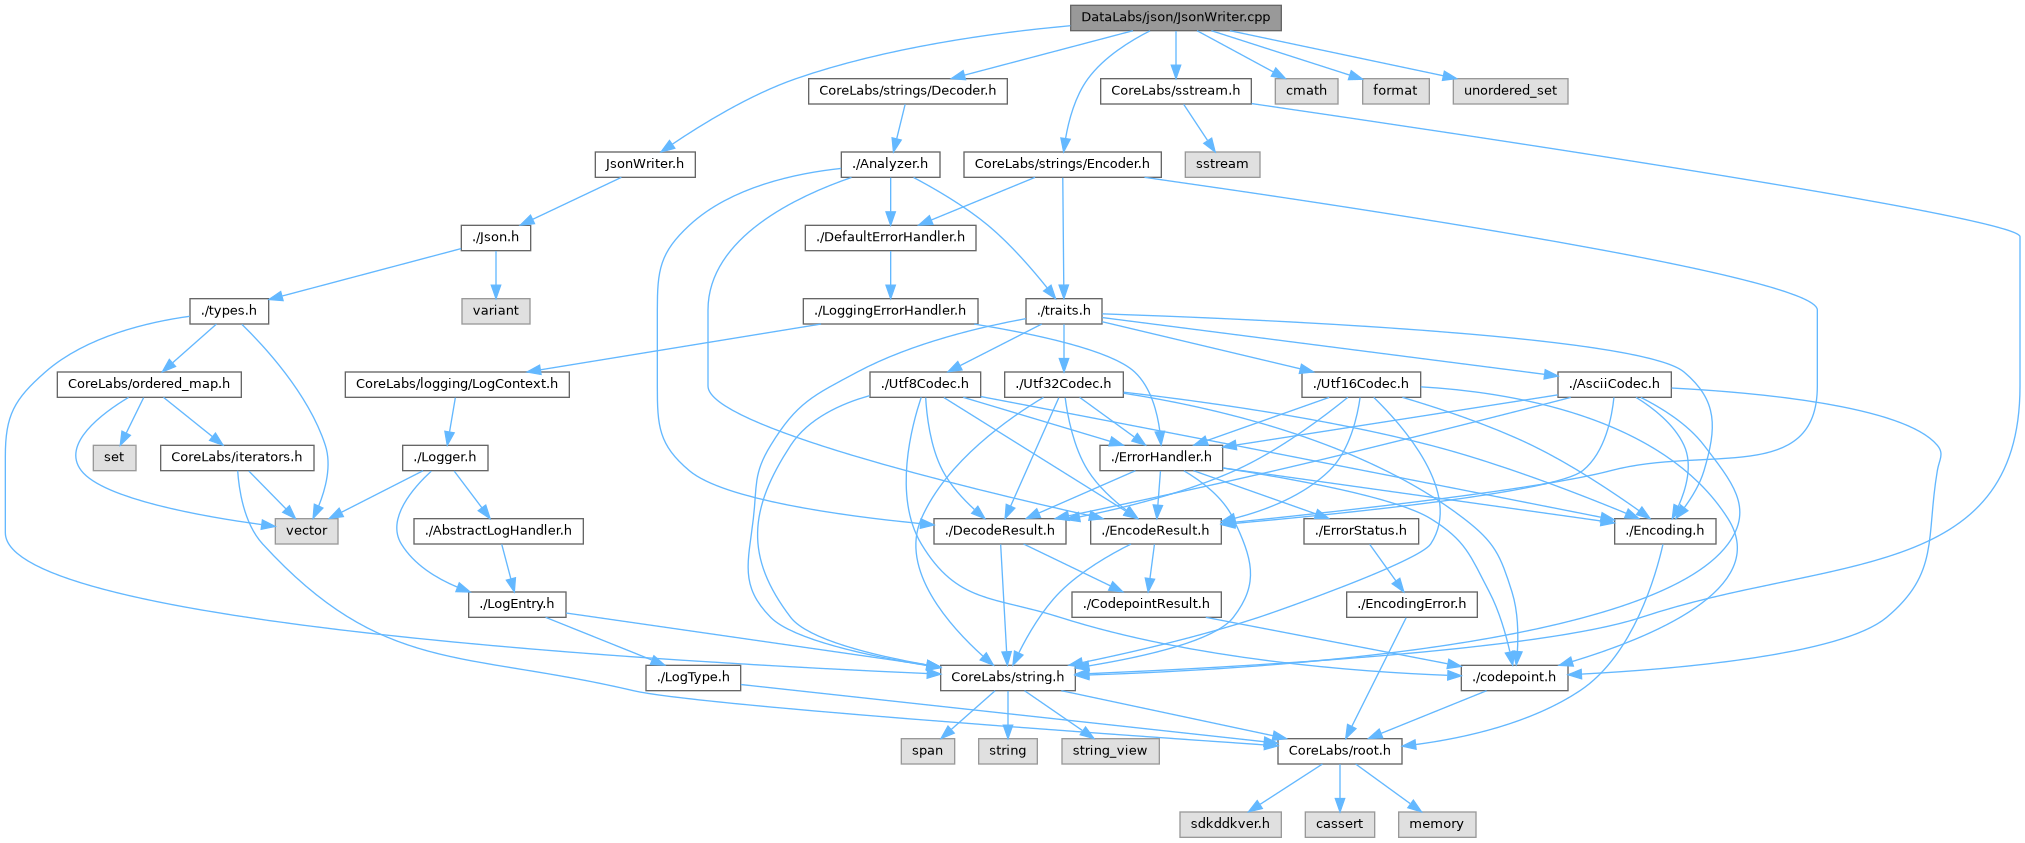 DataLabs/json/JsonWriter.cpp
CoreLabs/strings/Decoder.h
CoreLabs/sstream.h
cmath
format
unordered_set
JsonWriter.h
./Analyzer.h
CoreLabs/strings/Encoder.h
sstream
./Json.h
./DefaultErrorHandler.h
./types.h
variant
./LoggingErrorHandler.h
./traits.h
CoreLabs/ordered_map.h
CoreLabs/logging/LogContext.h
./Utf8Codec.h
./Utf32Codec.h
./Utf16Codec.h
./AsciiCodec.h
set
CoreLabs/iterators.h
./Logger.h
./ErrorHandler.h
vector
./AbstractLogHandler.h
./DecodeResult.h
./EncodeResult.h
./ErrorStatus.h
./Encoding.h
./LogEntry.h
./CodepointResult.h
./EncodingError.h
./LogType.h
CoreLabs/string.h
./codepoint.h
span
string
string_view
CoreLabs/root.h
sdkddkver.h
cassert
memory